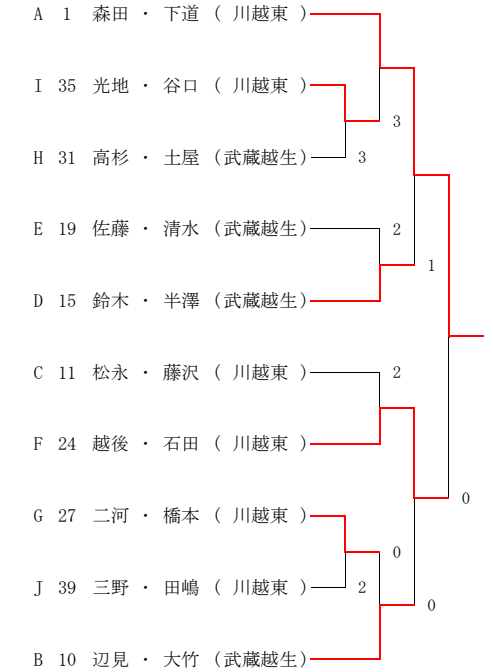 A 1 森田 ・ 下道 ( 川越東 )
I 35 光地 ・ 谷口 ( 川越東 )
3
H 31 高杉 ・ 土屋 (武蔵越生) 3
E 19 佐藤 ・ 清水 (武蔵越生) 2
1
D 15 鈴木 ・ 半澤 (武蔵越生)
C 11 松永 ・ 藤沢 ( 川越東 ) 2
F 24 越後 ・ 石田 ( 川越東 )
0
G 27 二河 ・ 橋本 ( 川越東 )
0
J 39 三野 ・ 田嶋 ( 川越東 ) 2
0
B 10 辺見 ・ 大竹 (武蔵越生)